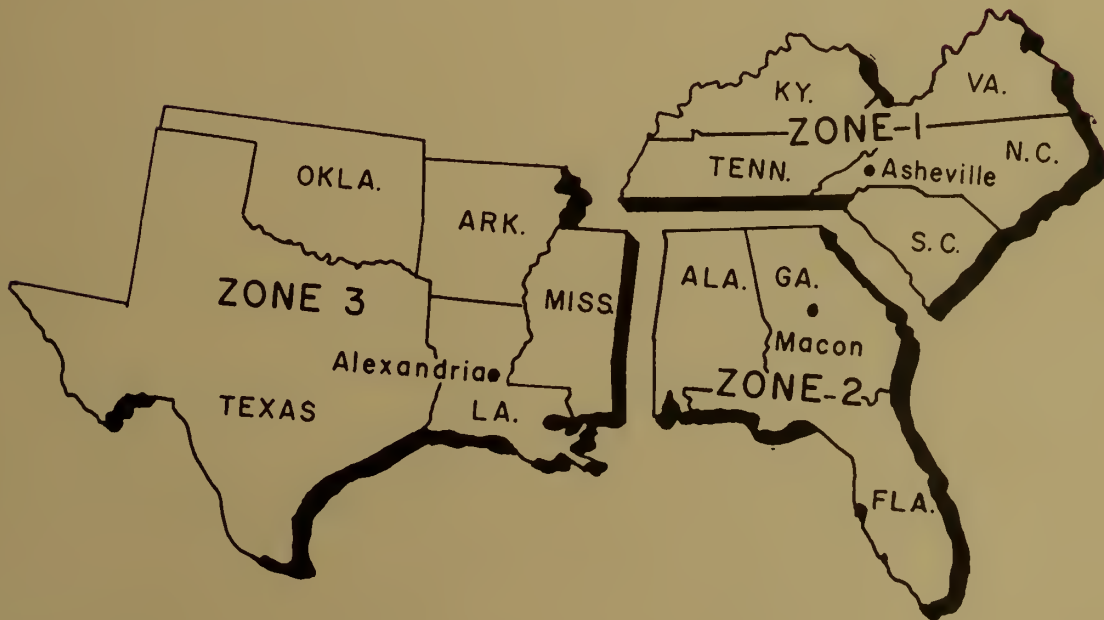 KY.
VA.
ZONE-1
TENN.
N.C.
Asheville
S.C.
OKLA.
ARK.
ZONE 3
MISS.
Alexandria
TEXAS
LA.
ALA.
GA.
Macon
ZONE-2
FLA.